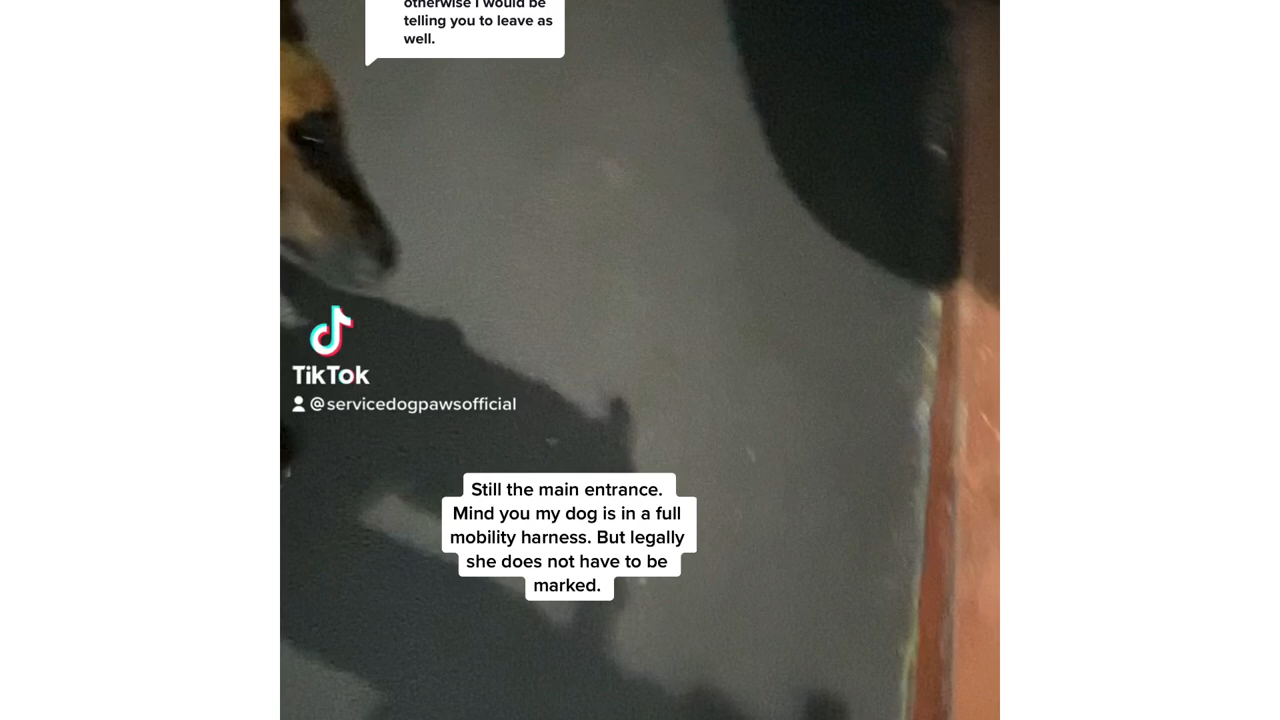 otherwise I would be
telling you to leave as
well.
TikTok
@servicedogpawsofficial
Still the main entrance.
Mind you my dog is in a full
mobility harness. But legally
she does not have to be
marked.